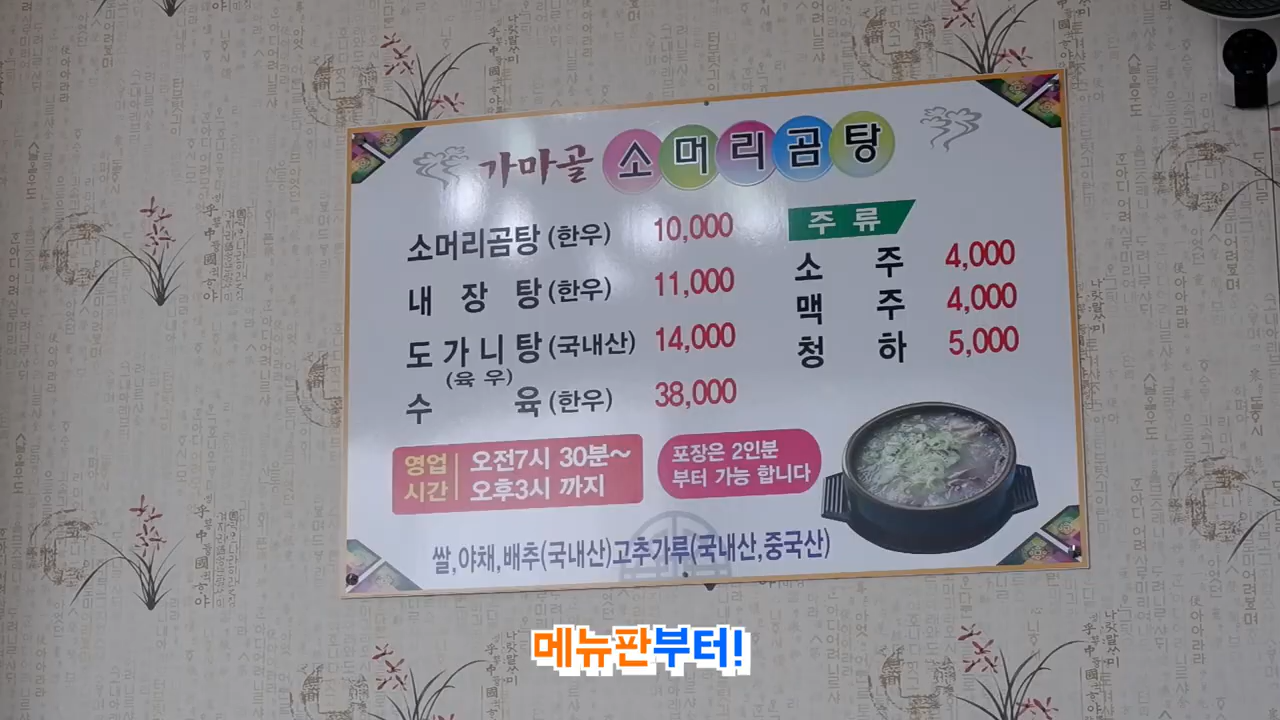 가마골 소머리곰탕
소머리곰탕 (한우) 10,000
내장탕 (한우) 11,000
도가니탕 (국내산) 14,000
(육우)
수육 (한우) 38,000
주류
소주 4,000
맥주 4,000
청하 5,000
영업시간
오전7시 30분~
오후3시 까지
포장은 2인분
부터 가능 합니다
쌀,야채,배추(국내산)고추가루(국내산,중국산)
메뉴판부터!